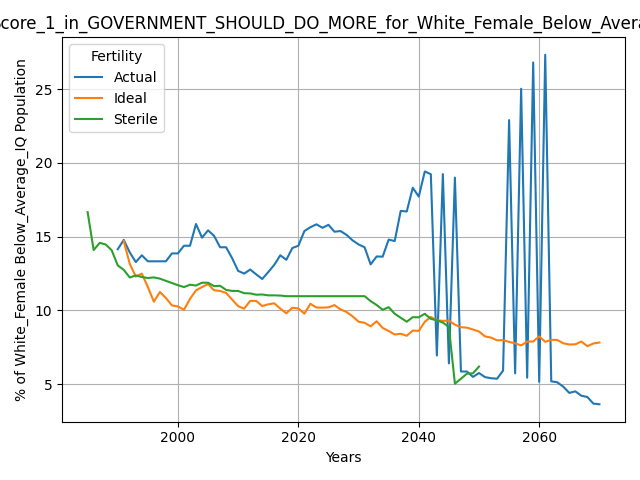 core_1_in_GOVERNMENT_SHOULD_DO_MORE_for_White_Female_Below_Avera
Fertility
Actual
Ideal
Sterile
% of White_Female Below_Average_IQ Population
25
20
15
10
5
2000
2020
2040
2060
Years